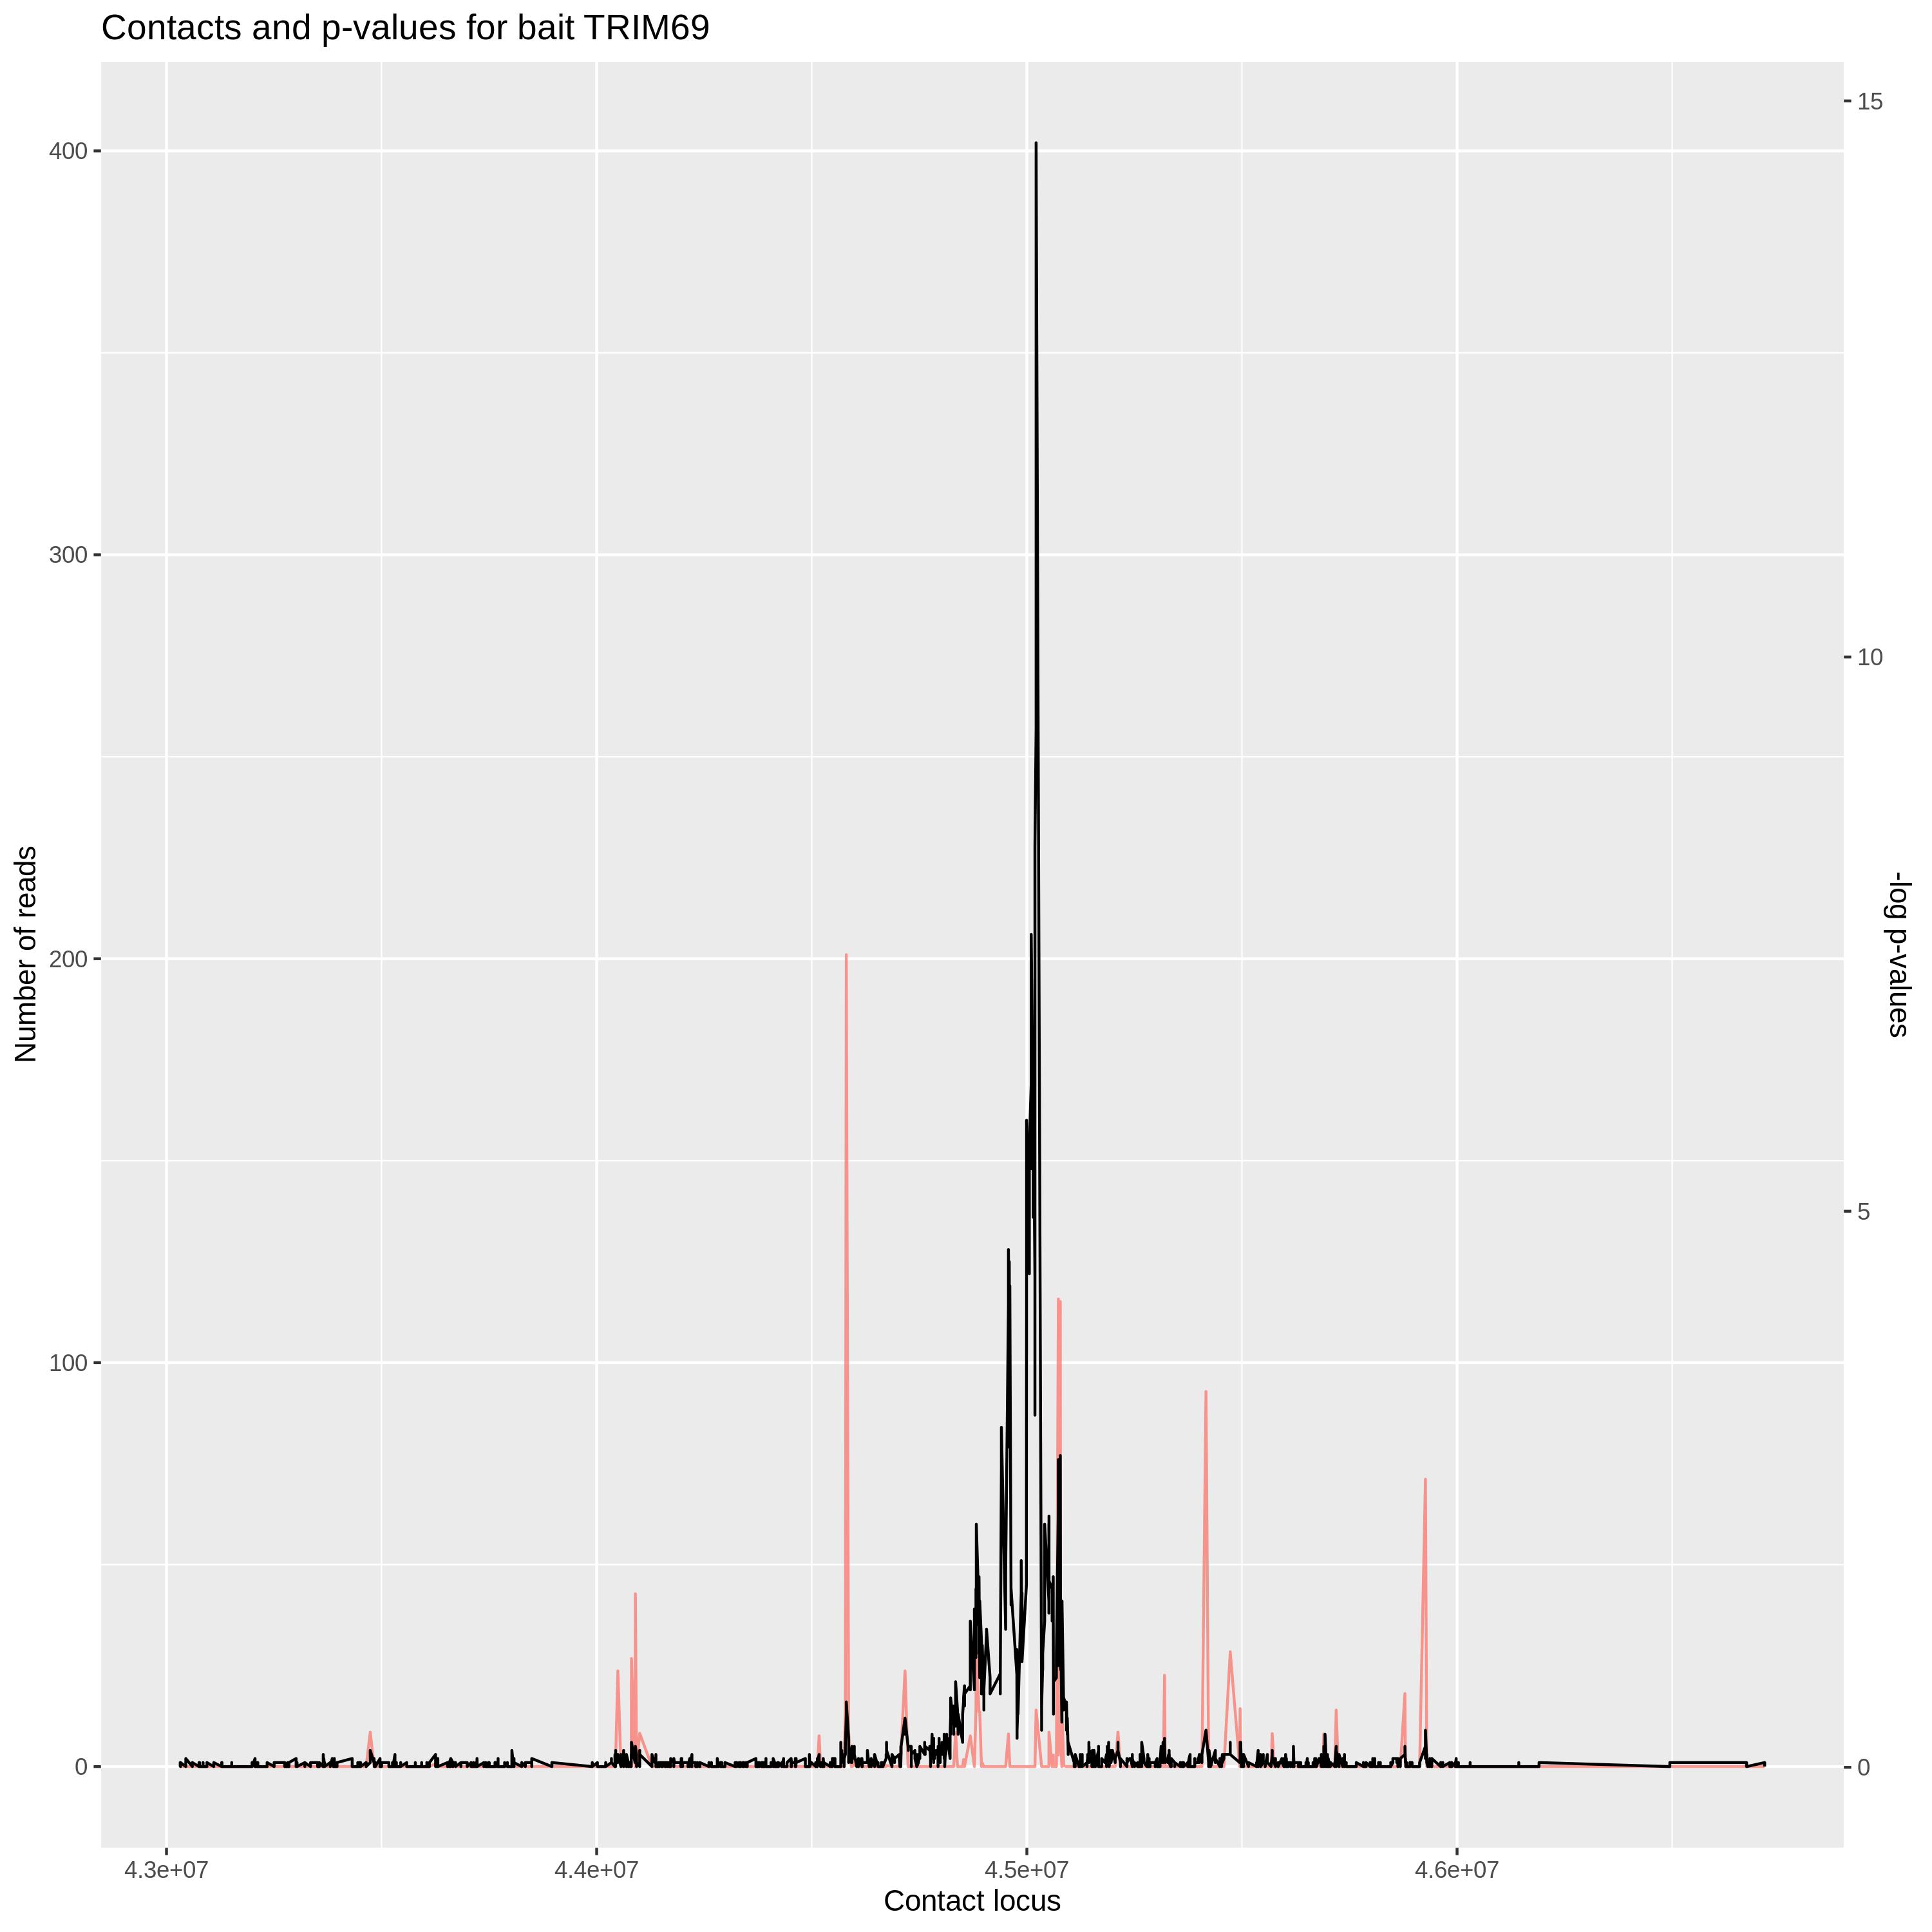 Contacts and p-values for bait TRIM69
400
300
200
100
0
Number of reads
15
10
5
0
-log p-values
4.3e+07
4.4e+07
4.5e+07
4.6e+07
Contact locus